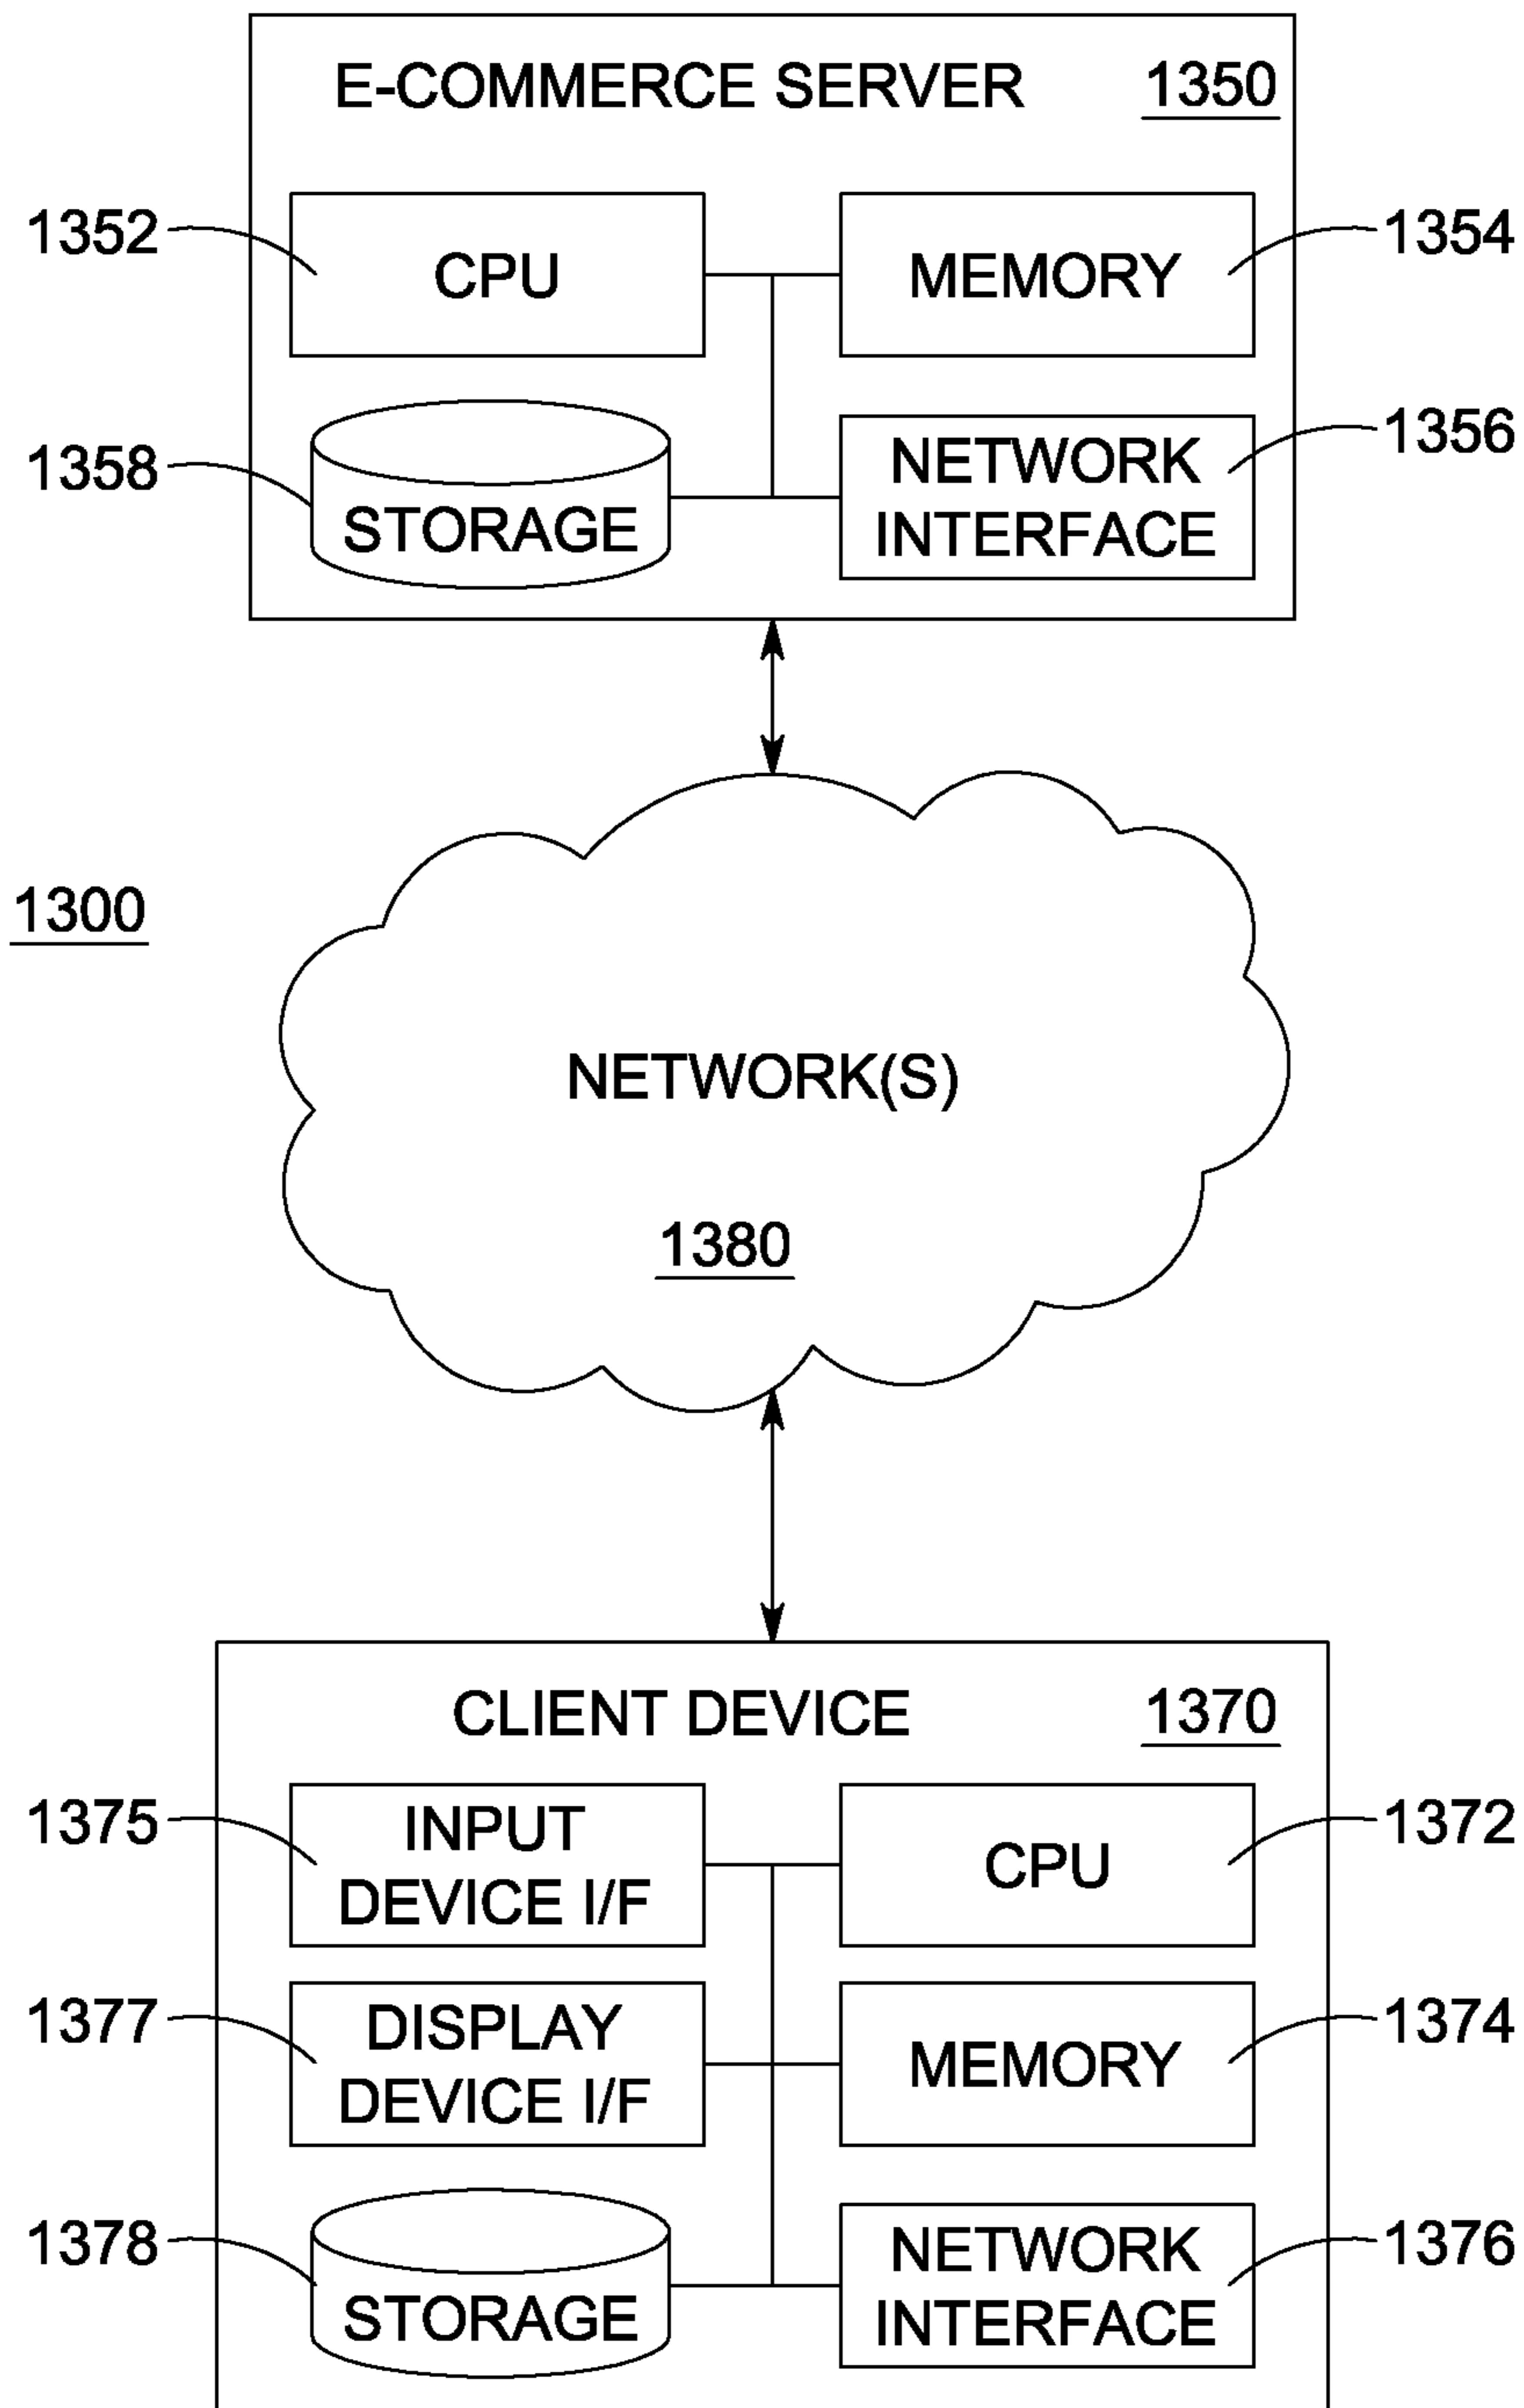 E-COMMERCE SERVER
1350
1352
CPU
MEMORY
1354
1358
STORAGE
NETWORK
INTERFACE
1356
1300
NETWORK(S)
1380
CLIENT DEVICE
1370
1375
INPUT
DEVICE I/F
CPU
1372
1377
DISPLAY
DEVICE I/F
MEMORY
1374
1378
STORAGE
NETWORK
INTERFACE
1376